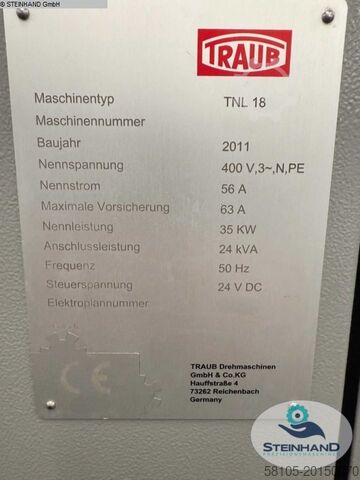 © STEINHAND GmbH
TRAUB
Maschinentyp TNL 18
Maschinennummer
Baujahr 2011
Nennspannung 400 V,3~,N,PE
Nennstrom 56 A
Maximale Vorsicherung 63 A
Nennleistung 35 KW
Anschlussleistung 24 kVA
Frequenz 50 Hz
Steuerspannung 24 V DC
Elektroplannummer
CE
TRAUB Drehmaschinen
GmbH & Co.KG
Hauffstraße 4
73262 Reichenbach
Germany
STEINHAND
PRÄZISIONSMASCHINEN